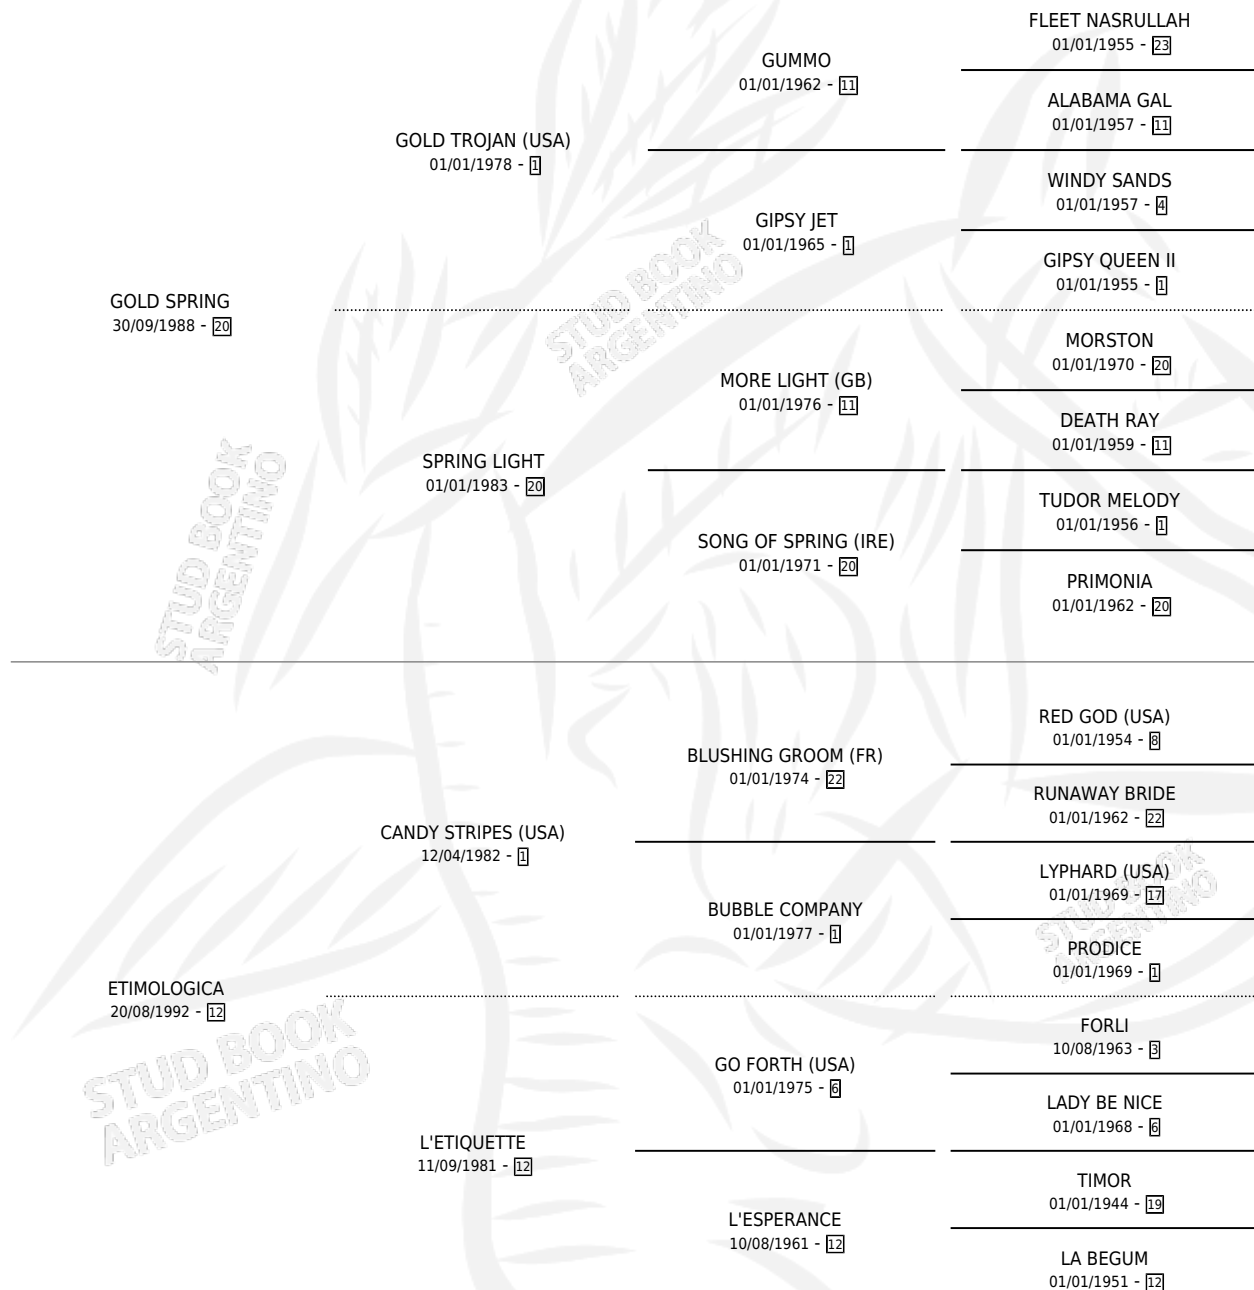 FLEET NASRULLAH
01/01/1955 - 23
GUMMO
01/01/1962 - 11
ALABAMA GAL
01/01/1957 - 11
GOLD TROJAN (USA)
01/01/1978 - 1
WINDY SANDS
01/01/1957 - 4
GIPSY JET
01/01/1965 - 1
GIPSY QUEEN II
01/01/1955 - 1
GOLD SPRING
30/09/1988 - 20
MORSTON
01/01/1970 - 20
MORE LIGHT (GB)
01/01/1976 - 11
DEATH RAY
01/01/1959 - 11
SPRING LIGHT
01/01/1983 - 20
TUDOR MELODY
01/01/1956 - 1
SONG OF SPRING (IRE)
01/01/1971 - 20
PRIMONIA
01/01/1962 - 20
RED GOD (USA)
01/01/1954 - 8
BLUSHING GROOM (FR)
01/01/1974 - 22
RUNAWAY BRIDE
01/01/1962 - 22
CANDY STRIPES (USA)
12/04/1982 - 1
LYPHARD (USA)
01/01/1969 - 17
BUBBLE COMPANY
01/01/1977 - 1
PRODICE
01/01/1969 - 1
ETIMOLOGICA
20/08/1992 - 12
FORLI
10/08/1963 - 3
GO FORTH (USA)
01/01/1975 - 6
LADY BE NICE
01/01/1968 - 6
L'ETIQUETTE
11/09/1981 - 12
TIMOR
01/01/1944 - 19
L'ESPERANCE
10/08/1961 - 12
LA BEGUM
01/01/1951 - 12
STUD BOOK
ARGENTINO
STUD BOOK
ARGENTINO
STUD BOOK
ARGENTINO
STUD BOOK
ARGENTINO